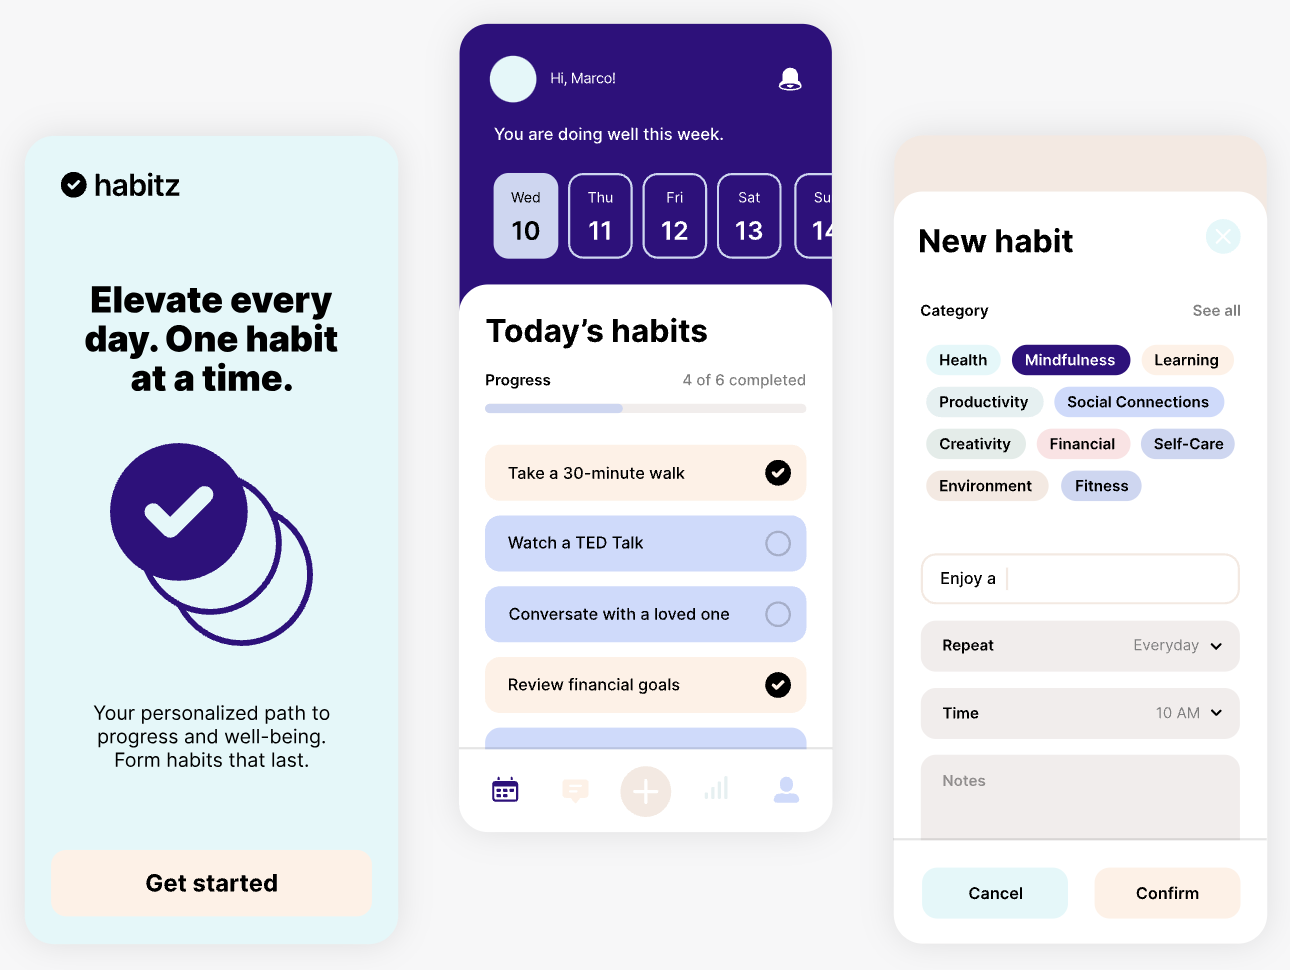 habitz
Elevate every
day. One habit
at a time.
Your personalized path to
progress and well-being.
Form habits that last.
Get started
Hi, Marco!
You are doing well this week.
Wed Thu Fri Sat Su
10 11 12 13 14
Today’s habits
Progress 4 of 6 completed
Take a 30-minute walk
Watch a TED Talk
Conversate with a loved one
Review financial goals
New habit
Category See all
Health Mindfulness Learning
Productivity Social Connections
Creativity Financial Self-Care
Environment Fitness
Enjoy a
Repeat Everyday
Time 10 AM
Notes
Cancel Confirm